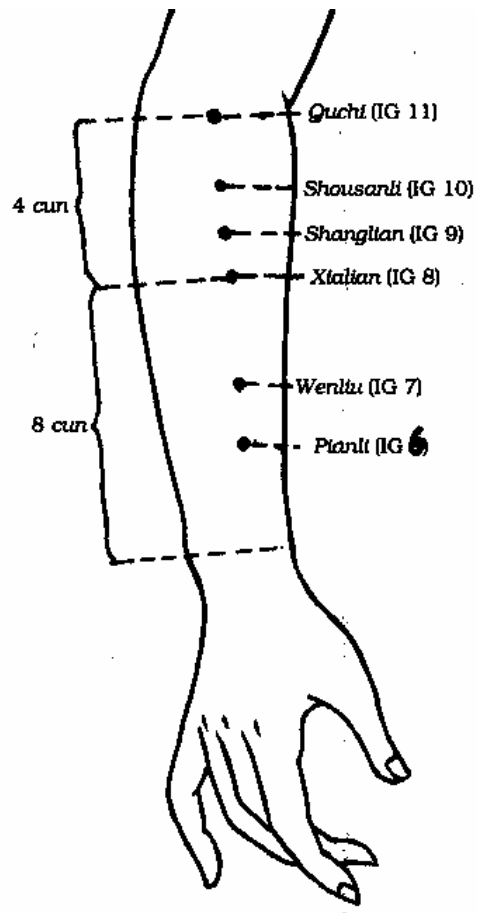 Quchi (IG 11)
Shousanli (IG 10)
4 cun
Shanglian (IG 9)
Xialian (IG 8)
Wenliu (IG 7)
8 cun
Pianli (IG 6)